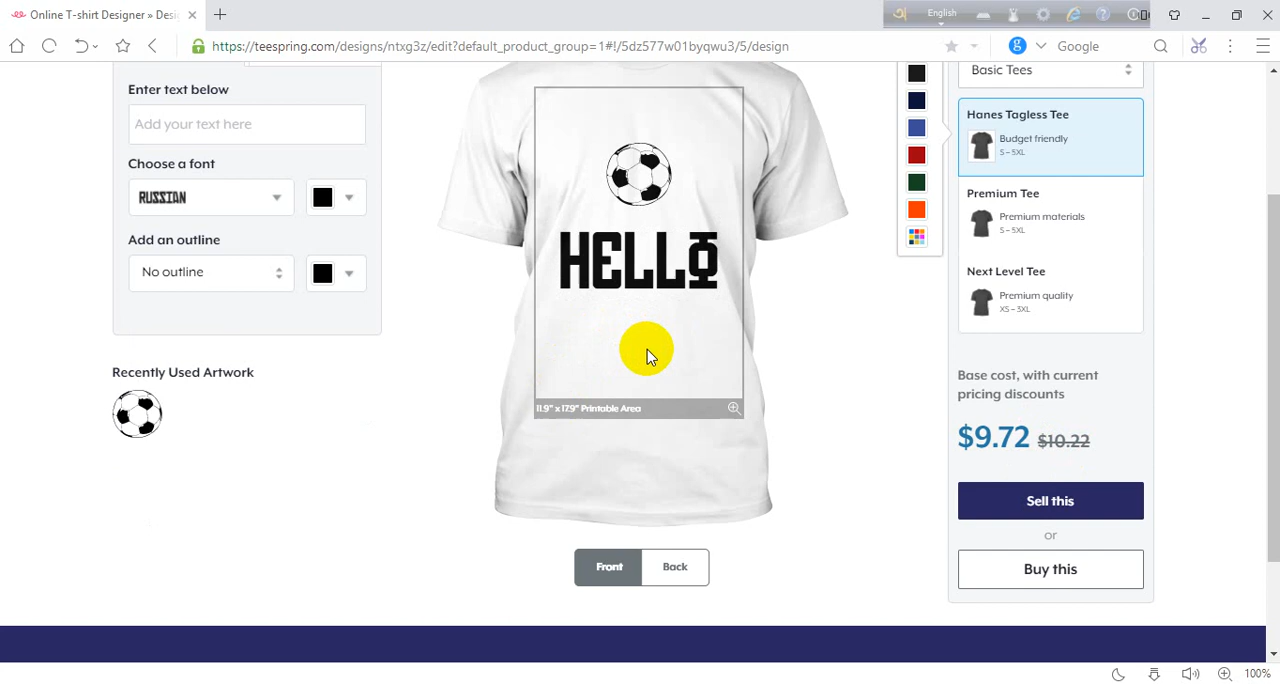 Online T-shirt Designer » Desi
English
https://teespring.com/designs/ntxg3z/edit?default_product_group=1#!/5dz577w01byqwu3/5/design
Google
Enter text below
Add your text here
Choose a font
RUSSIAN
Add an outline
No outline
Recently Used Artwork
HELLO
11.9" x 17.9" Printable Area
Front
Back
Basic Tees
Hanes Tagless Tee
Budget friendly
S – 5XL
Premium Tee
Premium materials
S – 5XL
Next Level Tee
Premium quality
XS – 3XL
Base cost, with current
pricing discounts
$9.72 $10.22
Sell this
or
Buy this
100%